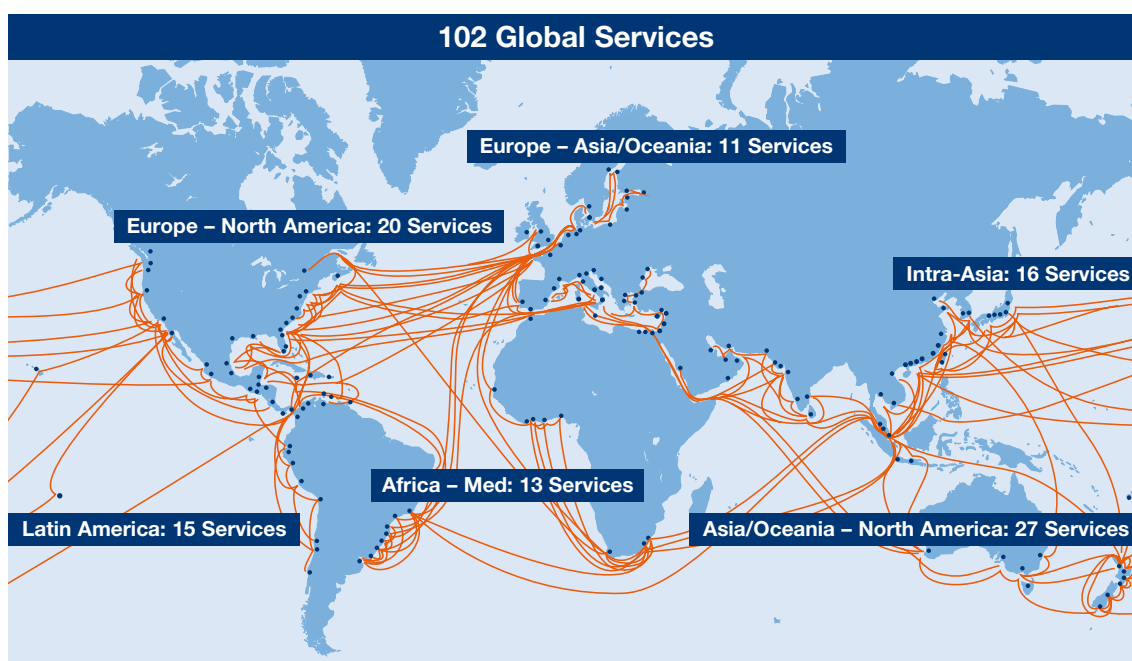 102 Global Services
Europe – Asia/Oceania: 11 Services
Europe – North America: 20 Services
Intra-Asia: 16 Services
Africa – Med: 13 Services
Latin America: 15 Services
Asia/Oceania – North America: 27 Services